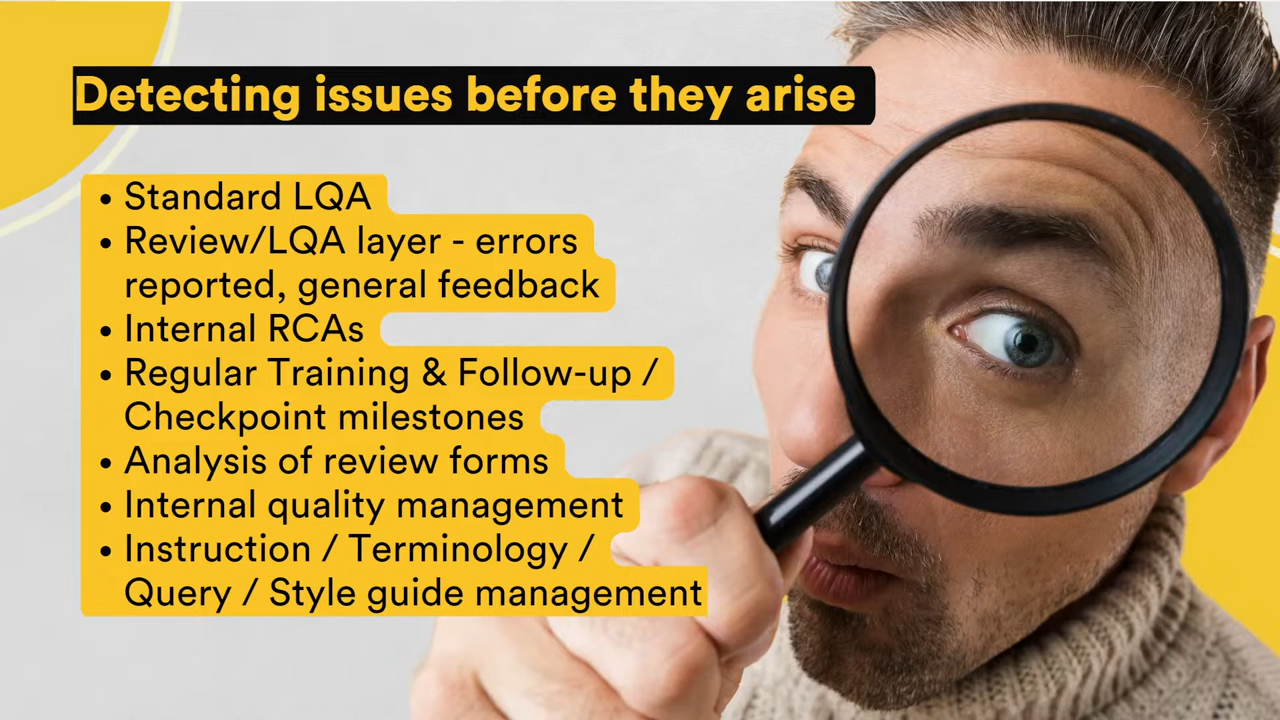 Detecting issues before they arise
• Standard LQA
• Review/LQA layer - errors
reported, general feedback
• Internal RCAs
• Regular Training & Follow-up /
Checkpoint milestones
• Analysis of review forms
• Internal quality management
• Instruction / Terminology /
Query / Style guide management